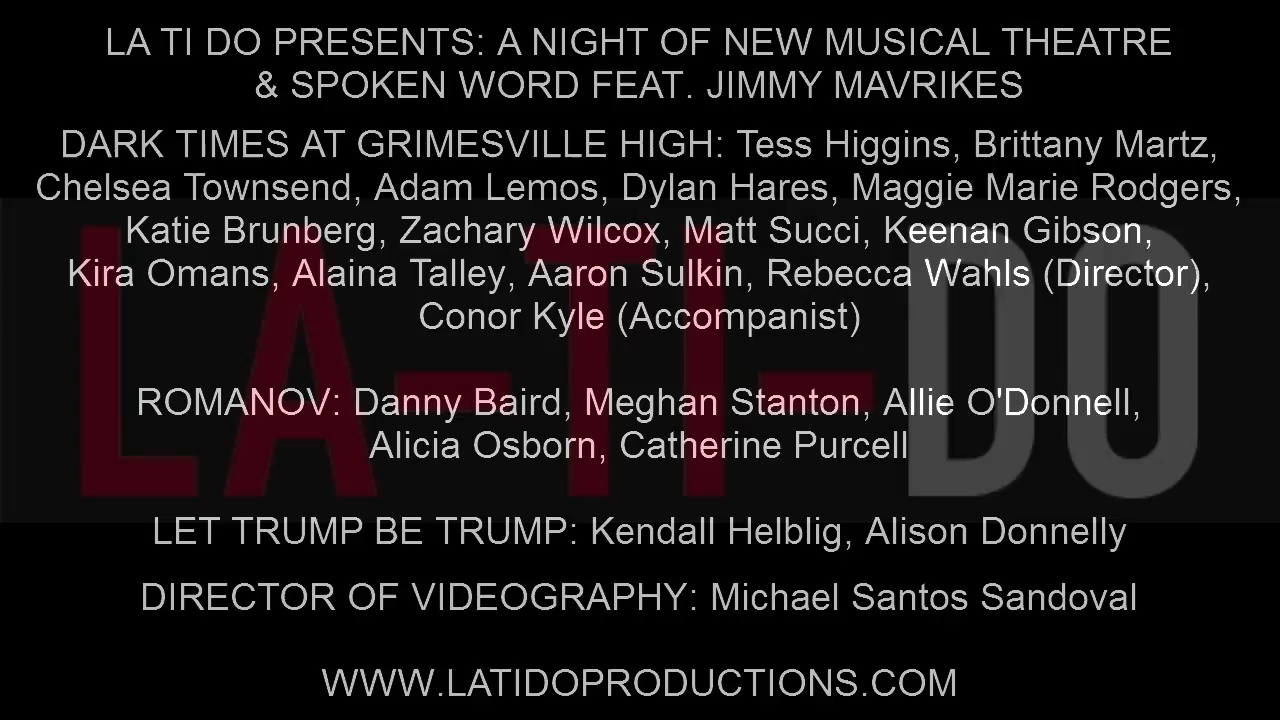 LA TI DO PRESENTS: A NIGHT OF NEW MUSICAL THEATRE
& SPOKEN WORD FEAT. JIMMY MAVRIKES
DARK TIMES AT GRIMESVILLE HIGH: Tess Higgins, Brittany Martz,
Chelsea Townsend, Adam Lemos, Dylan Hares, Maggie Marie Rodgers,
Katie Brunberg, Zachary Wilcox, Matt Succi, Keenan Gibson,
Kira Omans, Alaina Talley, Aaron Sulkin, Rebecca Wahls (Director),
Conor Kyle (Accompanist)
LA-TI-DO
ROMANOV: Danny Baird, Meghan Stanton, Allie O'Donnell,
Alicia Osborn, Catherine Purcell
LET TRUMP BE TRUMP: Kendall Helblig, Alison Donnelly
DIRECTOR OF VIDEOGRAPHY: Michael Santos Sandoval
WWW.LATIDOPRODUCTIONS.COM